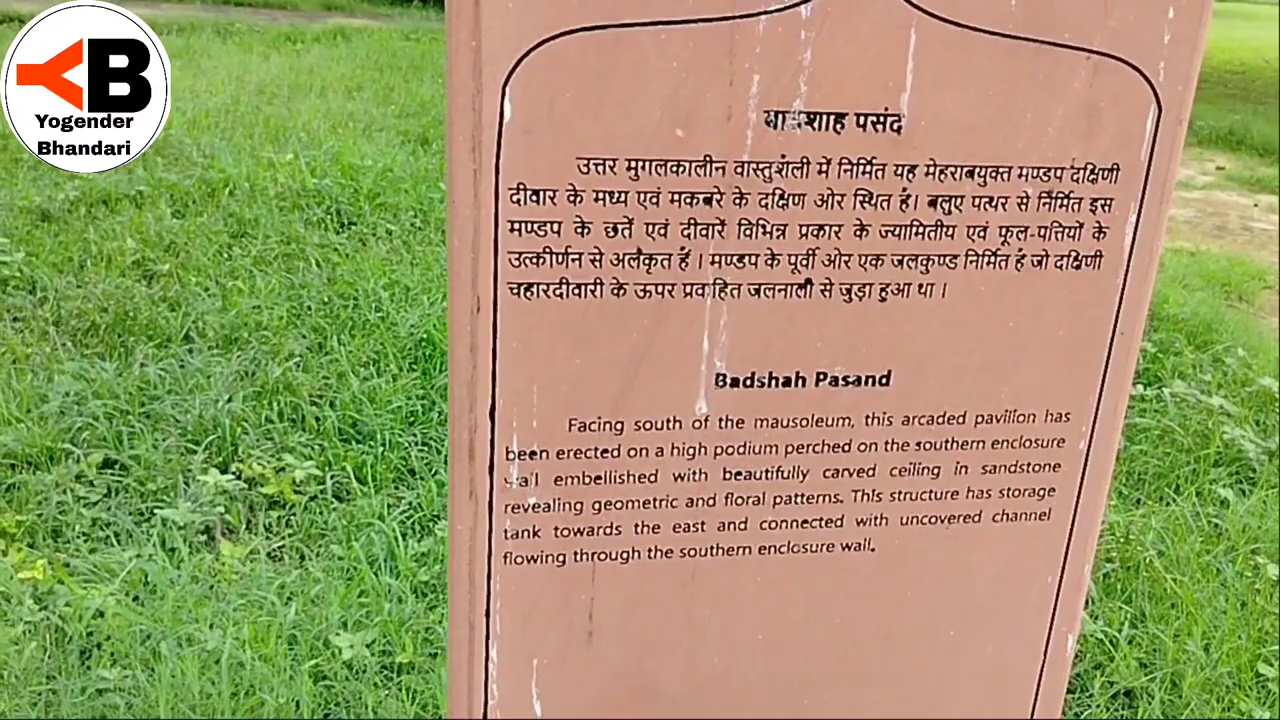 B
Yogender
Bhandari
बादशाह पसंद
उत्तर मुगलकालीन वास्तुशैली में निर्मित यह मेहराबयुक्त मण्डप दक्षिणी
दीवार के मध्य एवं मकबरे के दक्षिण ओर स्थित है। बलुए पत्थर से निर्मित इस
मण्डप के छतें एवं दीवारें विभिन्न प्रकार के ज्यामितीय एवं फूल-पत्तियों के
उत्कीर्णन से अलंकृत हैं । मण्डप के पूर्वी ओर एक जलकुण्ड निर्मित है जो दक्षिणी
चहारदीवारी के ऊपर प्रवाहित जलनाली से जुड़ा हुआ था ।
Badshah Pasand
Facing south of the mausoleum, this arcaded pavilion has
been erected on a high podium perched on the southern enclosure
wall embellished with beautifully carved ceiling in sandstone
revealing geometric and floral patterns. This structure has storage
tank towards the east and connected with uncovered channel
flowing through the southern enclosure wall.